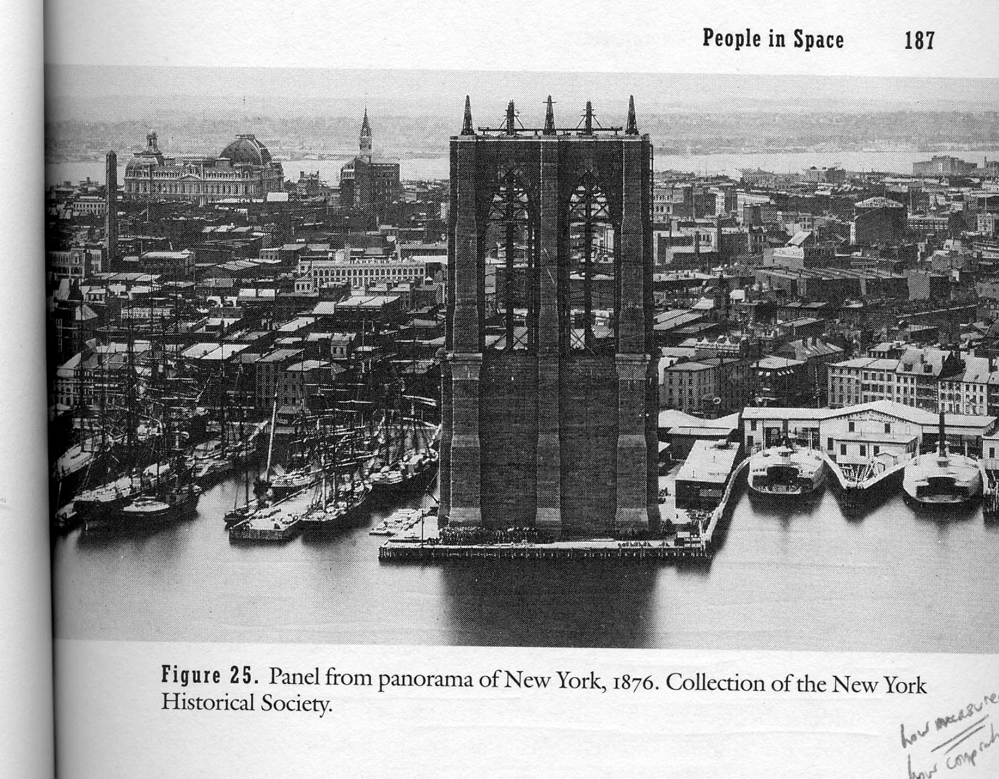 People in Space 187
Figure 25. Panel from panorama of New York, 1876. Collection of the New York
Historical Society.
how measure
how